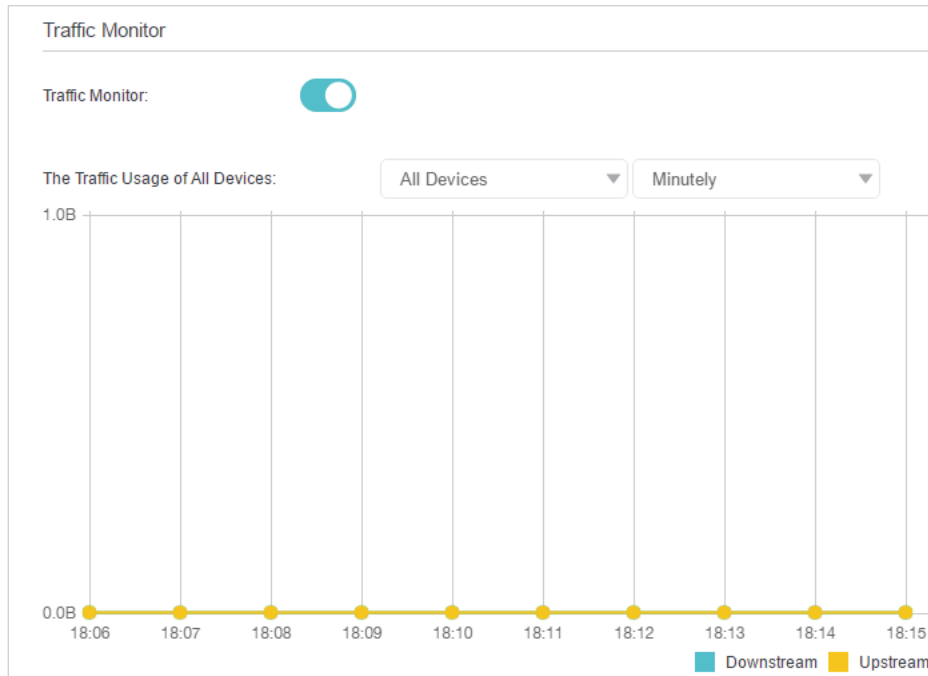 Traffic Monitor
Traffic Monitor:
The Traffic Usage of All Devices: All Devices Minutely
1.0B
0.0B
18:06 18:07 18:08 18:09 18:10 18:11 18:12 18:13 18:14 18:15
Downstream Upstream